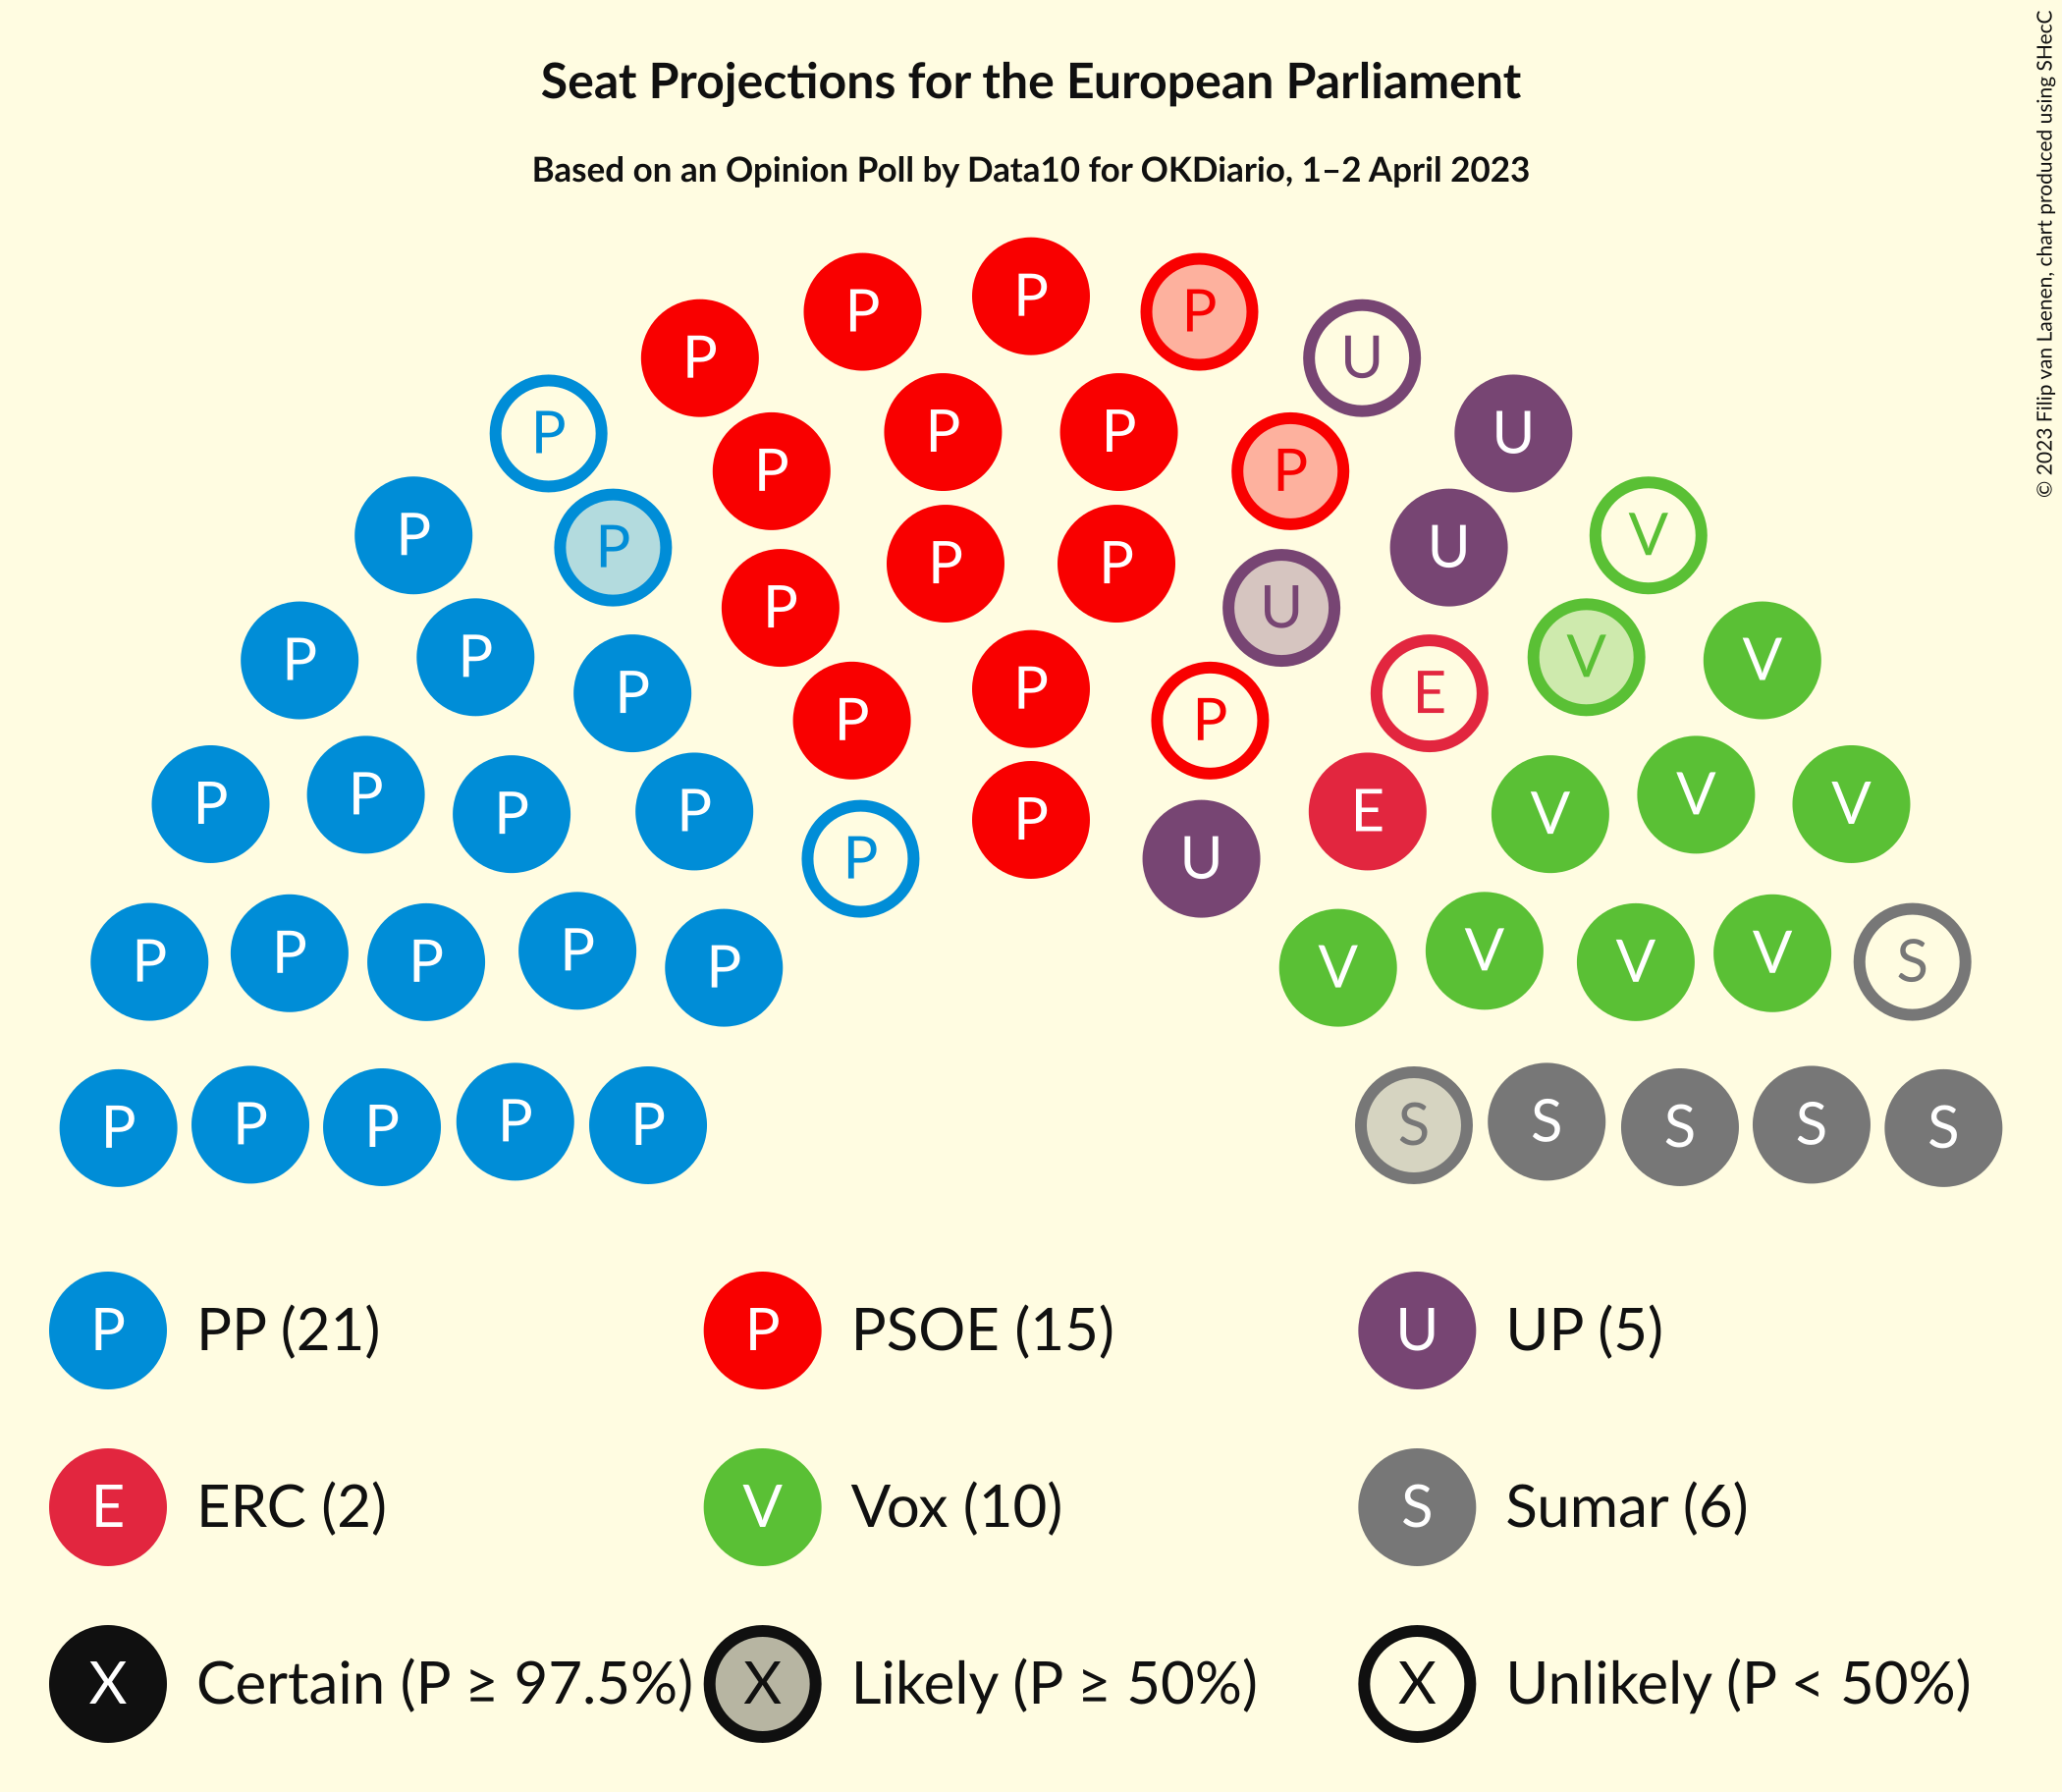 Seat Projections for the European Parliament
Based on an Opinion Poll by Data10 for OKDiario, 1–2 April 2023
© 2023 Filip van Laenen, chart produced using SHecC
P
P P
P U
P U
P P
P P
P V
P P
P U
P P
U
P V
P P
V V
P E
P P
P
P V
P P
V V
P E
P U
P P
P S
P P
V V
P V
P P
P P
P S
S S
S S
P PP (21)
P PSOE (15)
U UP (5)
E ERC (2)
V Vox (10)
S Sumar (6)
X Certain (P ≥ 97.5%)
X Likely (P ≥ 50%)
X Unlikely (P < 50%)